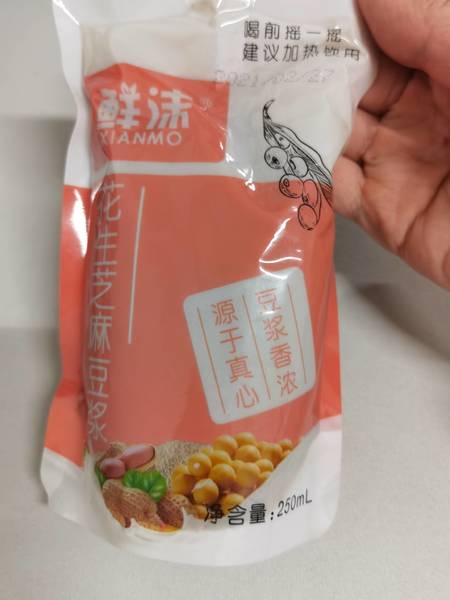 喝前摇一摇
建议加热饮用
2021/02/27
鲜沫
XIANMO
花生芝麻豆浆
豆浆香浓
源于真心
净含量:250mL